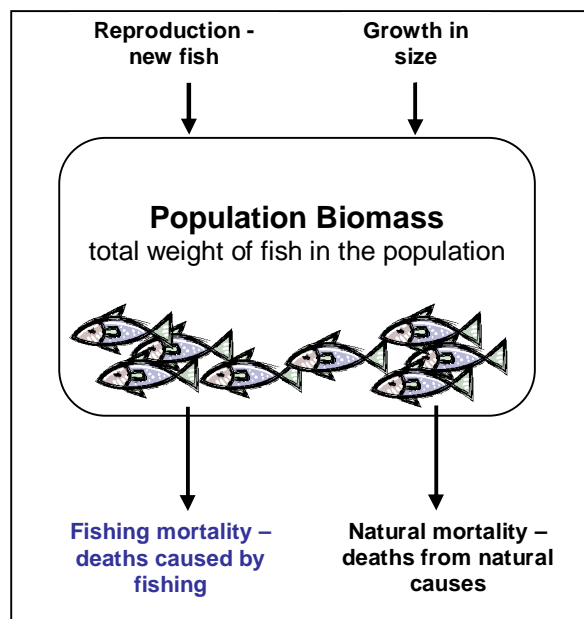 Reproduction -
new fish
Growth in
size
Population Biomass
total weight of fish in the population
Fishing mortality –
deaths caused by
fishing
Natural mortality –
deaths from natural
causes